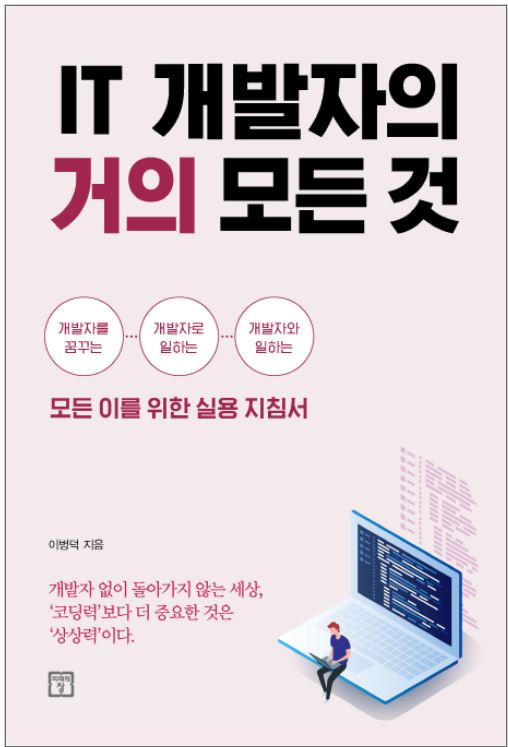 IT 개발자의
거의 모든 것
개발자를
꿈꾸는
개발자로
일하는
개발자와
일하는
모든 이를 위한 실용 지침서
이병덕 지음
개발자 없이 돌아가지 않는 세상,
‘코딩력’보다 더 중요한 것은
‘상상력’이다.
미래의
장